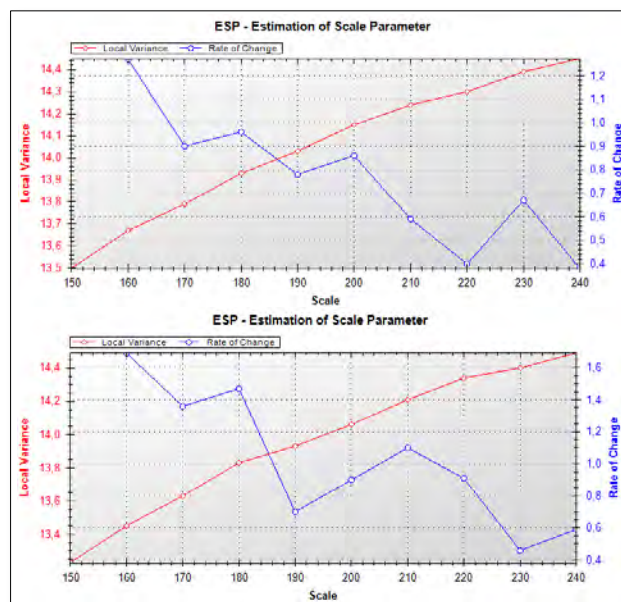 ESP - Estimation of Scale Parameter
Local Variance Rate of Change
14,4
14,3
14,2
14,1
14,0
13,9
13,8
13,7
13,6
13,5
Local Variance
1,2
1,1
1,0
0,9
0,8
0,7
0,6
0,5
0,4
Rate of Change
150 160 170 180 190 200 210 220 230 240
Scale
ESP - Estimation of Scale Parameter
Local Variance Rate of Change
14,4
14,2
14,0
13,8
13,6
13,4
Local Variance
1,6
1,4
1,2
1,0
0,8
0,6
0,4
Rate of Change
150 160 170 180 190 200 210 220 230 240
Scale